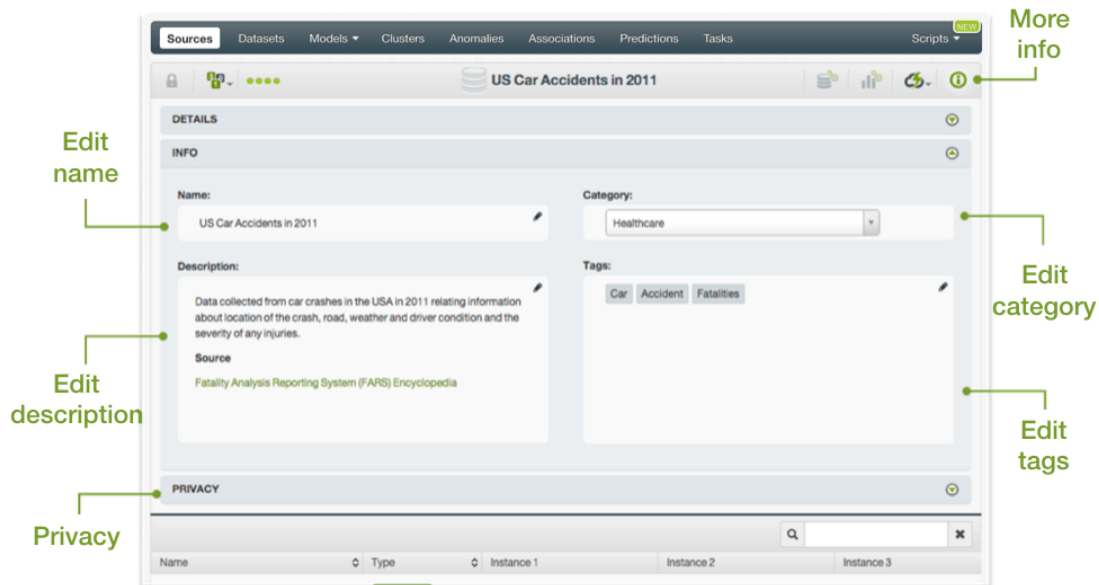 More
info
NEW
Sources Datasets Models Clusters Anomalies Associations Predictions Tasks Scripts
US Car Accidents in 2011
DETAILS
INFO
Edit
name
Name:
US Car Accidents in 2011
Category:
Healthcare
Edit
category
Description:
Data collected from car crashes in the USA in 2011 relating information
about location of the crash, road, weather and driver condition and the
severity of any injuries.
Source
Fatality Analysis Reporting System (FARS) Encyclopedia
Tags:
Car Accident Fatalities
Edit
description
Edit
tags
PRIVACY
Privacy
Name Type Instance 1 Instance 2 Instance 3